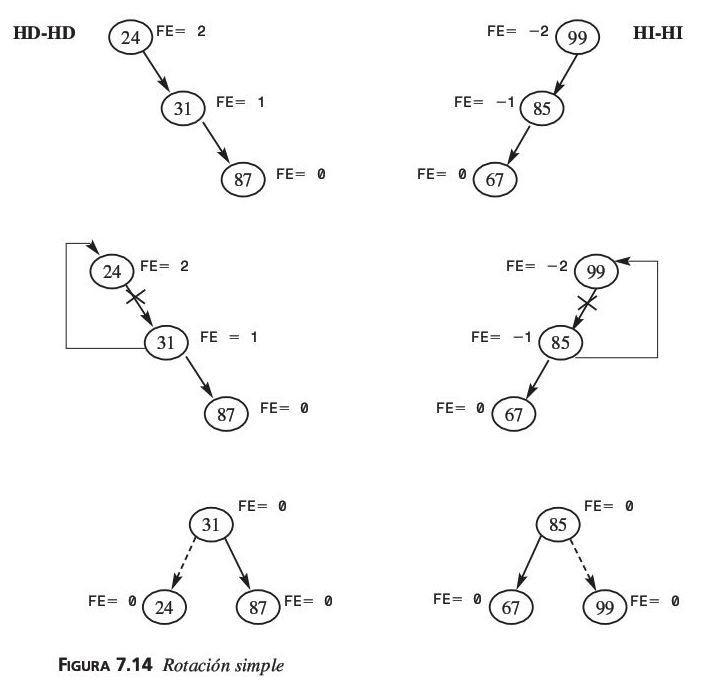 HD-HD
24 FE= 2
31 FE= 1
87 FE= 0
FE= -2 99 HI-HI
FE= -1 85
FE= 0 67
24 FE= 2
31 FE = 1
87 FE= 0
FE= -2 99
FE= -1 85
FE= 0 67
FE= 0
31
FE= 0 24
87 FE= 0
FE= 0
85
FE= 0 67
99 FE= 0
FIGURA 7.14 Rotación simple